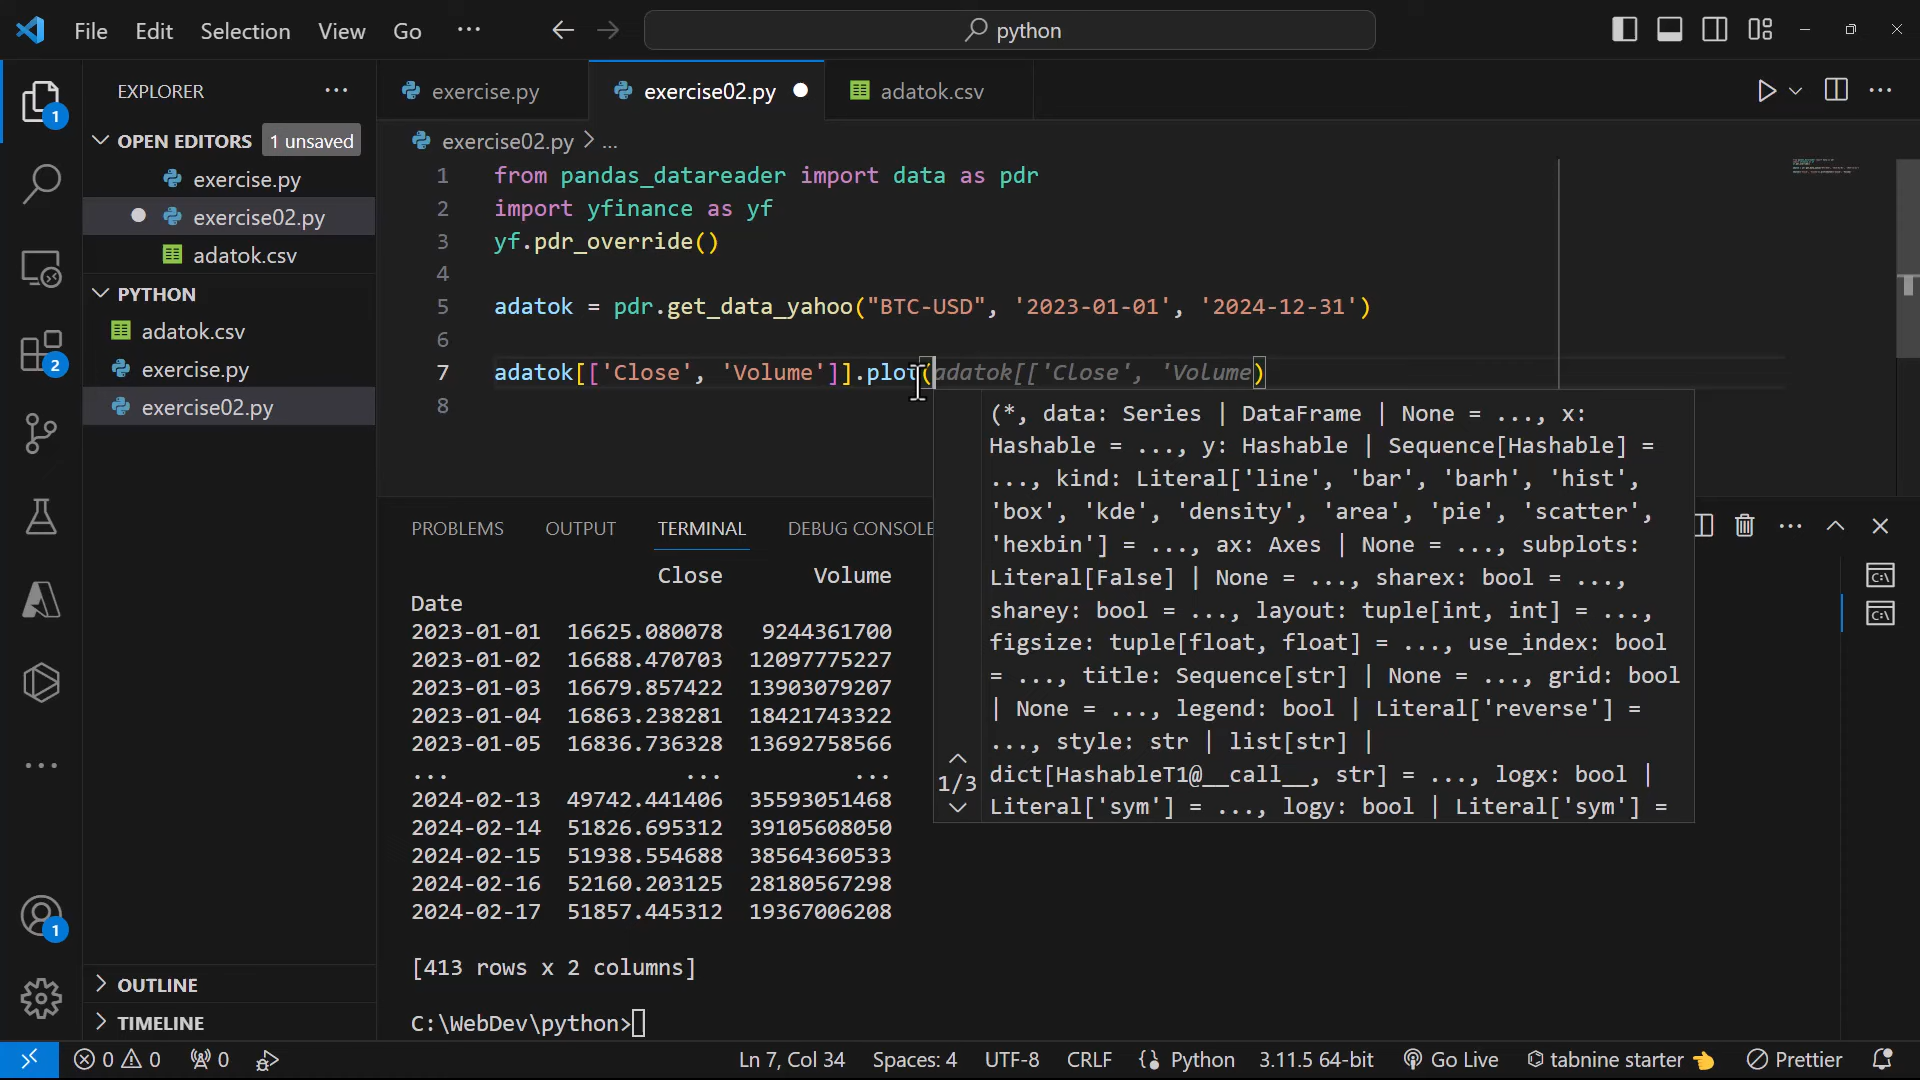 File Edit Selection View Go ...
python
EXPLORER
OPEN EDITORS 1 unsaved
exercise.py
exercise02.py
adatok.csv
PYTHON
adatok.csv
exercise.py
exercise02.py
OUTLINE
TIMELINE
1
2
1
exercise.py exercise02.py adatok.csv
exercise02.py > ...
1 from pandas_datareader import data as pdr
2 import yfinance as yf
3 yf.pdr_override()
4
5 adatok = pdr.get_data_yahoo("BTC-USD", '2023-01-01', '2024-12-31')
6
7 adatok[['Close', 'Volume']].plot(adatok[['Close', 'Volume)
8
(*, data: Series | DataFrame | None = ..., x:
Hashable = ..., y: Hashable | Sequence[Hashable] =
..., kind: Literal['line', 'bar', 'barh', 'hist',
'box', 'kde', 'density', 'area', 'pie', 'scatter',
'hexbin'] = ..., ax: Axes | None = ..., subplots:
Literal[False] | None = ..., sharex: bool = ...,
sharey: bool = ..., layout: tuple[int, int] = ...,
figsize: tuple[float, float] = ..., use_index: bool
= ..., title: Sequence[str] | None = ..., grid: bool
| None = ..., legend: bool | Literal['reverse'] =
..., style: str | list[str] |
dict[HashableT1@__call__, str] = ..., logx: bool |
Literal['sym'] = ..., logy: bool | Literal['sym'] =
1/3
PROBLEMS OUTPUT TERMINAL DEBUG CONSOLE
Close Volume
Date
2023-01-01 16625.080078 9244361700
2023-01-02 16688.470703 12097775227
2023-01-03 16679.857422 13903079207
2023-01-04 16863.238281 18421743322
2023-01-05 16836.736328 13692758566
... ... ...
2024-02-13 49742.441406 35593051468
2024-02-14 51826.695312 39105608050
2024-02-15 51938.554688 38564360533
2024-02-16 52160.203125 28180567298
2024-02-17 51857.445312 19367006208
[413 rows x 2 columns]
C:\WebDev\python>
0 0 0 Ln 7, Col 34 Spaces: 4 UTF-8 CRLF {} Python 3.11.5 64-bit Go Live tabnine starter Prettier